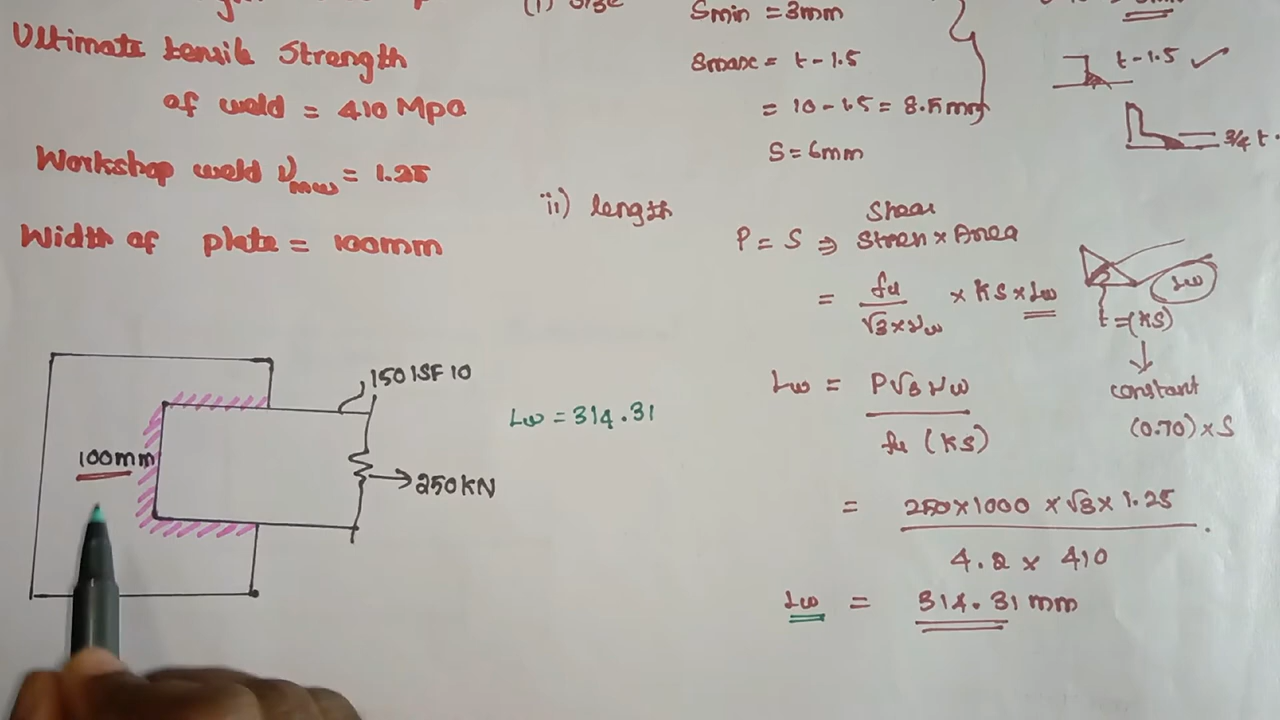 Ultimate tensile Strength
of weld = 410 Mpa
Workshop weld γmw = 1.25
Width of plate = 100mm
Smin = 3mm
Smax = t - 1.5
= 10 - 1.5 = 8.5mm
S = 6mm
t - 1.5 ✓
3/4 t.
ii) length
P = S ⇒ Shear Stress × Area
= fu/√3×γw × KS × Lw
Lw
t=(KS)
↓
constant
(0.70)×S
Lw = P√3 γw / fu (KS)
= 250×1000 × √3 × 1.25 / 4.2 × 410 .
Lw = 314.31 mm
150 ISF 10
100mm
250KN
Lw = 314.31